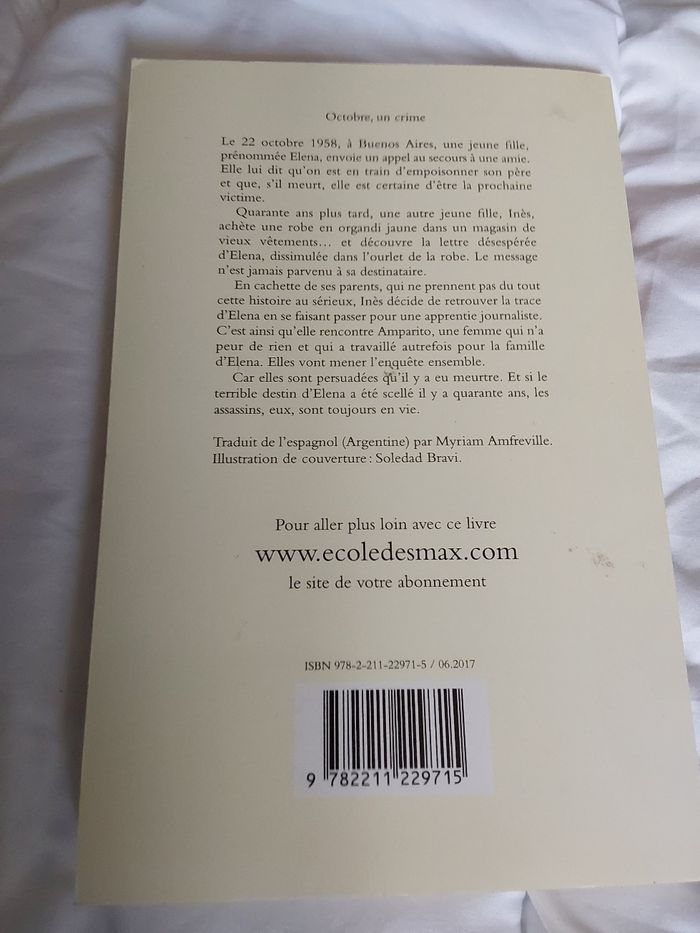 Octobre, un crime
Le 22 octobre 1958, à Buenos Aires, une jeune fille,
prénommée Elena, envoie un appel au secours à une amie.
Elle lui dit qu'on est en train d'empoisonner son père
et que, s'il meurt, elle est certaine d'être la prochaine
victime.
Quarante ans plus tard, une autre jeune fille, Inès,
achète une robe en organdi jaune dans un magasin de
vieux vêtements… et découvre la lettre désespérée
d'Elena, dissimulée dans l'ourlet de la robe. Le message
n'est jamais parvenu à sa destinataire.
En cachette de ses parents, qui ne prennent pas du tout
cette histoire au sérieux, Inès décide de retrouver la trace
d'Elena en se faisant passer pour une apprentie journaliste.
C'est ainsi qu'elle rencontre Amparito, une femme qui n'a
peur de rien et qui a travaillé autrefois pour la famille
d'Elena. Elles vont mener l'enquête ensemble.
Car elles sont persuadées qu'il y a eu meurtre. Et si le
terrible destin d'Elena a été scellé il y a quarante ans, les
assassins, eux, sont toujours en vie.
Traduit de l'espagnol (Argentine) par Myriam Amfreville.
Illustration de couverture : Soledad Bravi.
Pour aller plus loin avec ce livre
www.ecoledesmax.com
le site de votre abonnement
ISBN 978-2-211-22971-5 / 06.2017
9 782211 229715